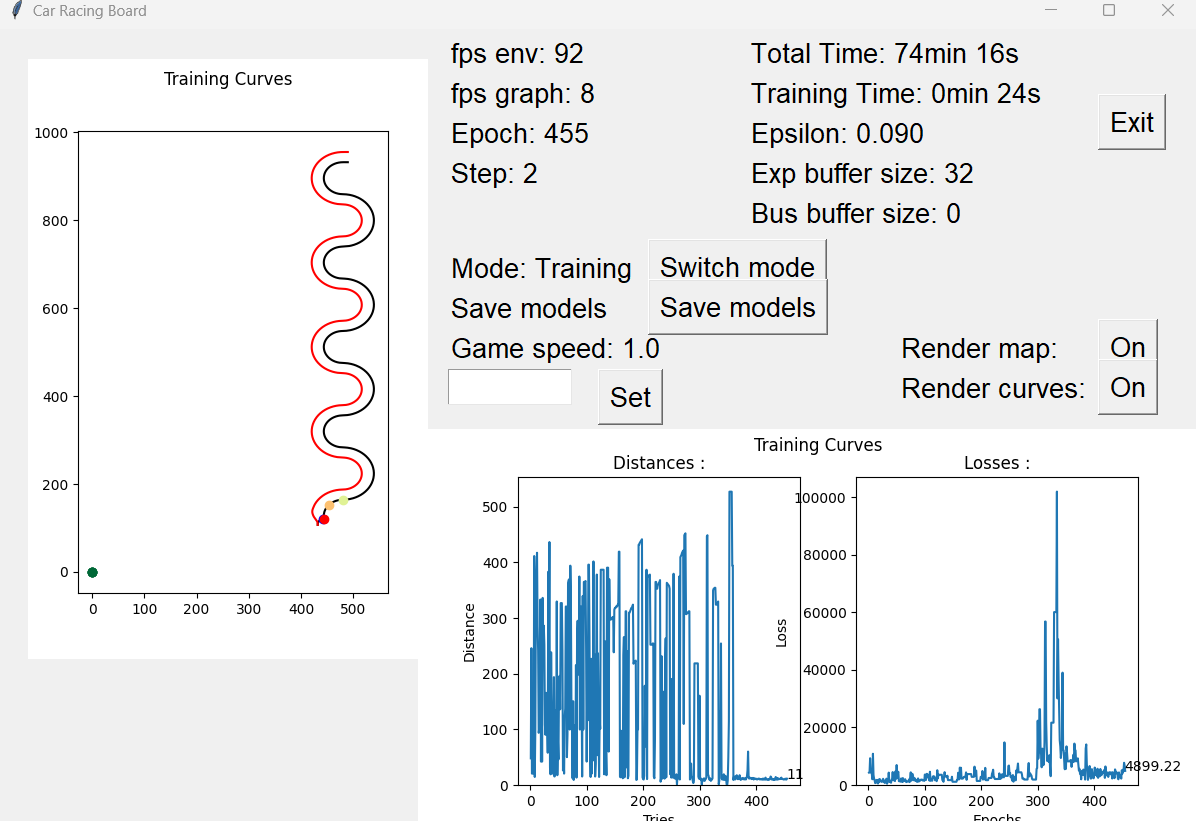 Car Racing Board
Training Curves
1000
800
600
400
200
0
0 100 200 300 400 500
fps env: 92
fps graph: 8
Epoch: 455
Step: 2
Total Time: 74min 16s
Training Time: 0min 24s
Epsilon: 0.090
Exp buffer size: 32
Bus buffer size: 0
Exit
Mode: Training
Switch mode
Save models
Save models
Game speed: 1.0
Set
Render map:
On
Render curves:
On
Training Curves
Distances :
500
400
300
200
100
0
Distance
11
0 100 200 300 400
Tries
Losses :
100000
80000
60000
40000
20000
0
Loss
4899.22
0 100 200 300 400
Epochs